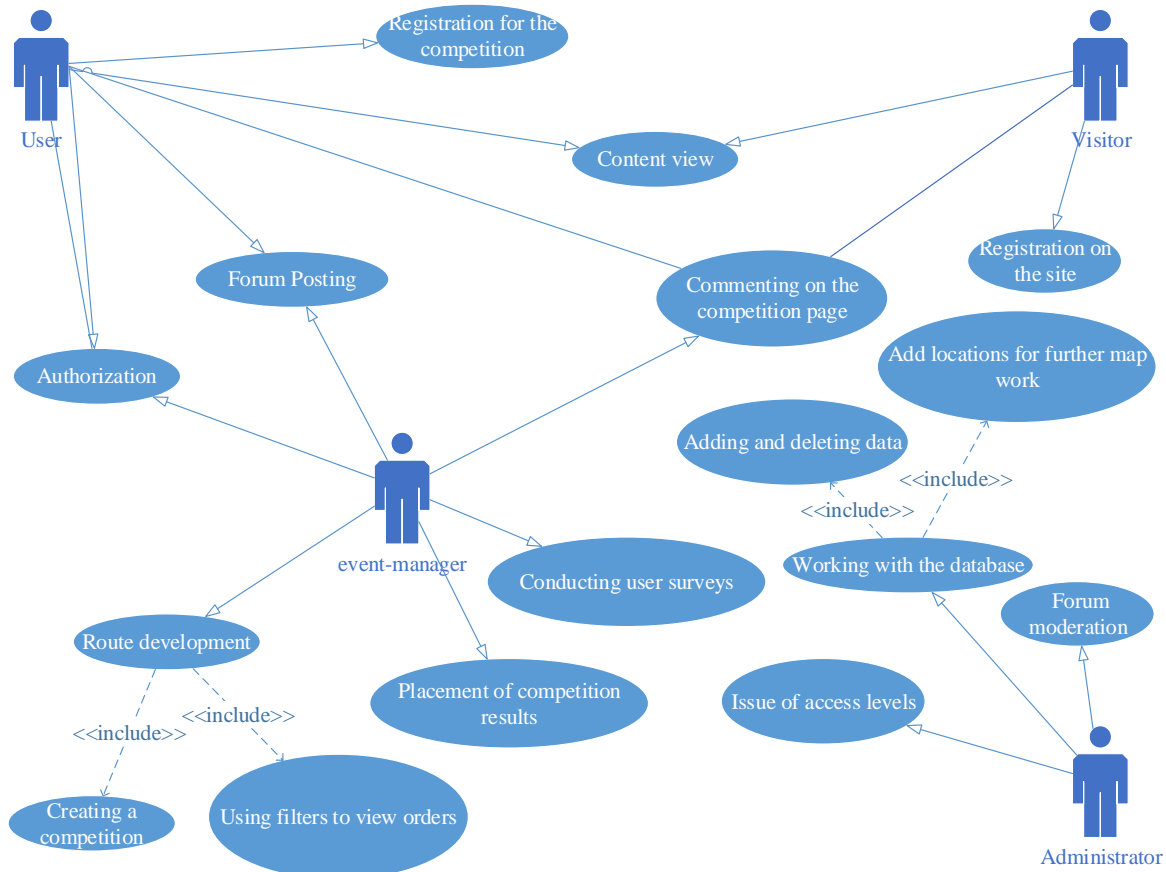 Registration for the
competition
User
Visitor
Content view
Registration on
the site
Forum Posting
Commenting on the
competition page
Add locations for further map
work
Authorization
Adding and deleting data
<<include>>
<<include>>
event-manager
Working with the database
Conducting user surveys
Forum
moderation
Route development
Placement of competition
results
Issue of access levels
<<include>>
<<include>>
Creating a
competition
Using filters to view orders
Administrator